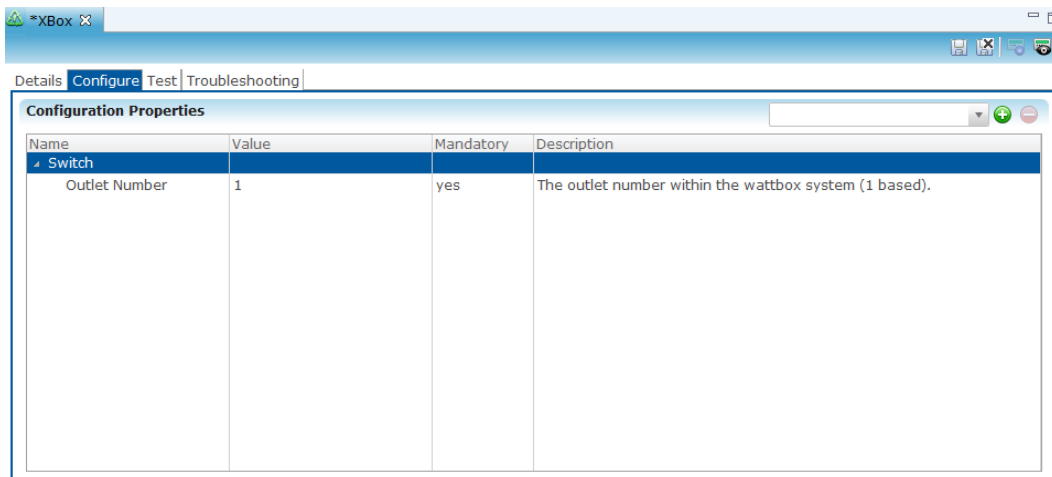 *XBox
Details Configure Test Troubleshooting
Configuration Properties
Name Value Mandatory Description
Switch
Outlet Number 1 yes The outlet number within the wattbox system (1 based).